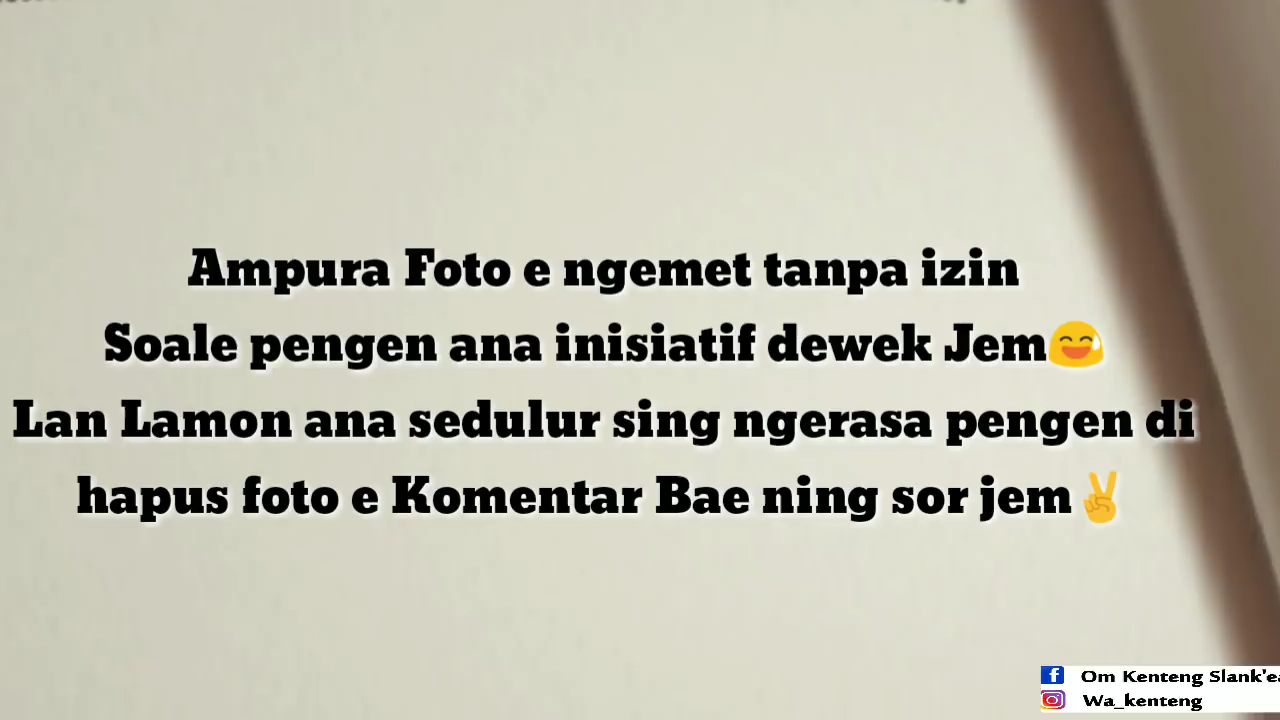 Ampura Foto e ngemet tanpa izin
Soale pengen ana inisiatif dewek Jem😅
Lan Lamon ana sedulur sing ngerasa pengen di
hapus foto e Komentar Bae ning sor jem✌
Om Kenteng Slank'ea
Wa_kenteng